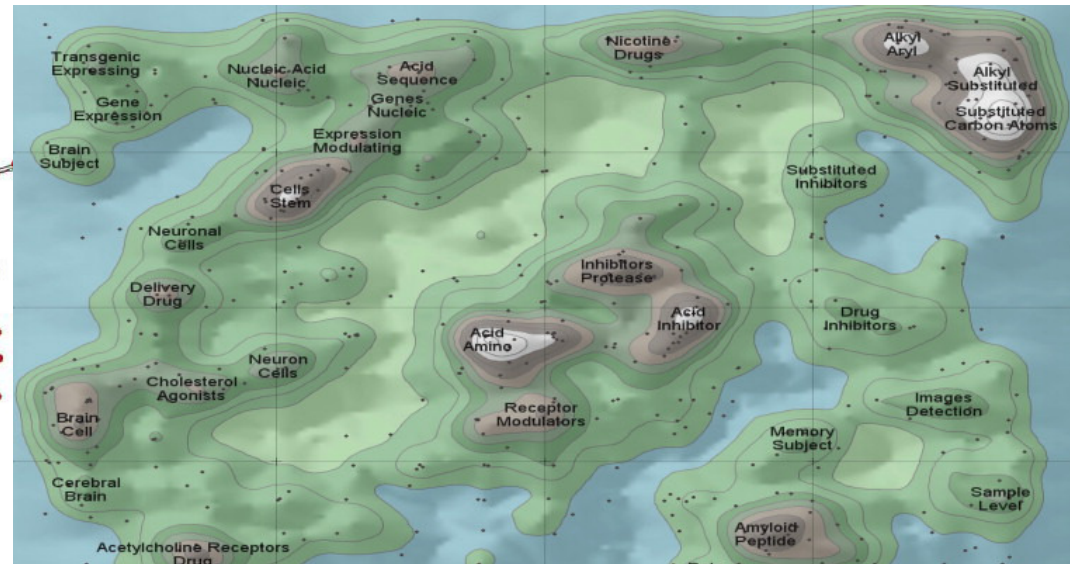 Transgenic
Expressing
Gene
Expression
Brain
Subject
Nucleic Acid
Nucleic
Acid
Sequence
Genes
Nucleic
Expression
Modulating
Cells
Stem
Nicotine
Drugs
Alkyl
Aryl
Alkyl
Substituted
Substituted
Carbon Atoms
Substituted
Inhibitors
Neuronal
Cells
Delivery
Drug
Inhibitors
Protease
Acid
Inhibitor
Drug
Inhibitors
Acid
Amino
Neuron
Cells
Cholesterol
Agonists
Brain
Cell
Receptor
Modulators
Images
Detection
Memory
Subject
Cerebral
Brain
Sample
Level
Amyloid
Peptide
Acetylcholine Receptors
Drug